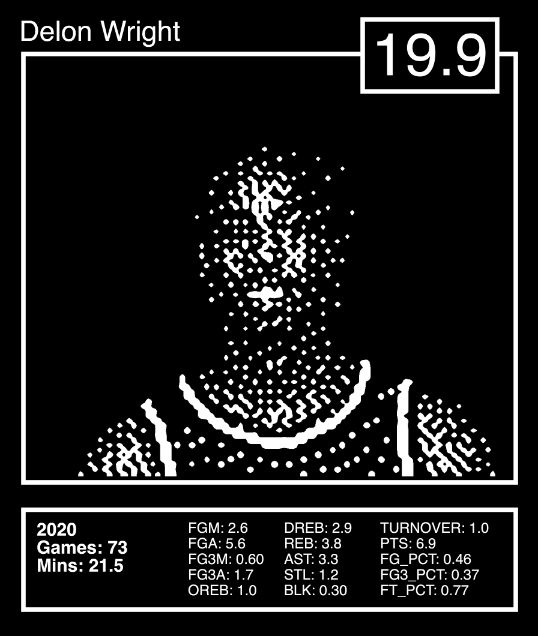 Delon Wright
19.9
2020
Games: 73
Mins: 21.5
FGM: 2.6
FGA: 5.6
FG3M: 0.60
FG3A: 1.7
OREB: 1.0
DREB: 2.9
REB: 3.8
AST: 3.3
STL: 1.2
BLK: 0.30
TURNOVER: 1.0
PTS: 6.9
FG_PCT: 0.46
FG3_PCT: 0.37
FT_PCT: 0.77